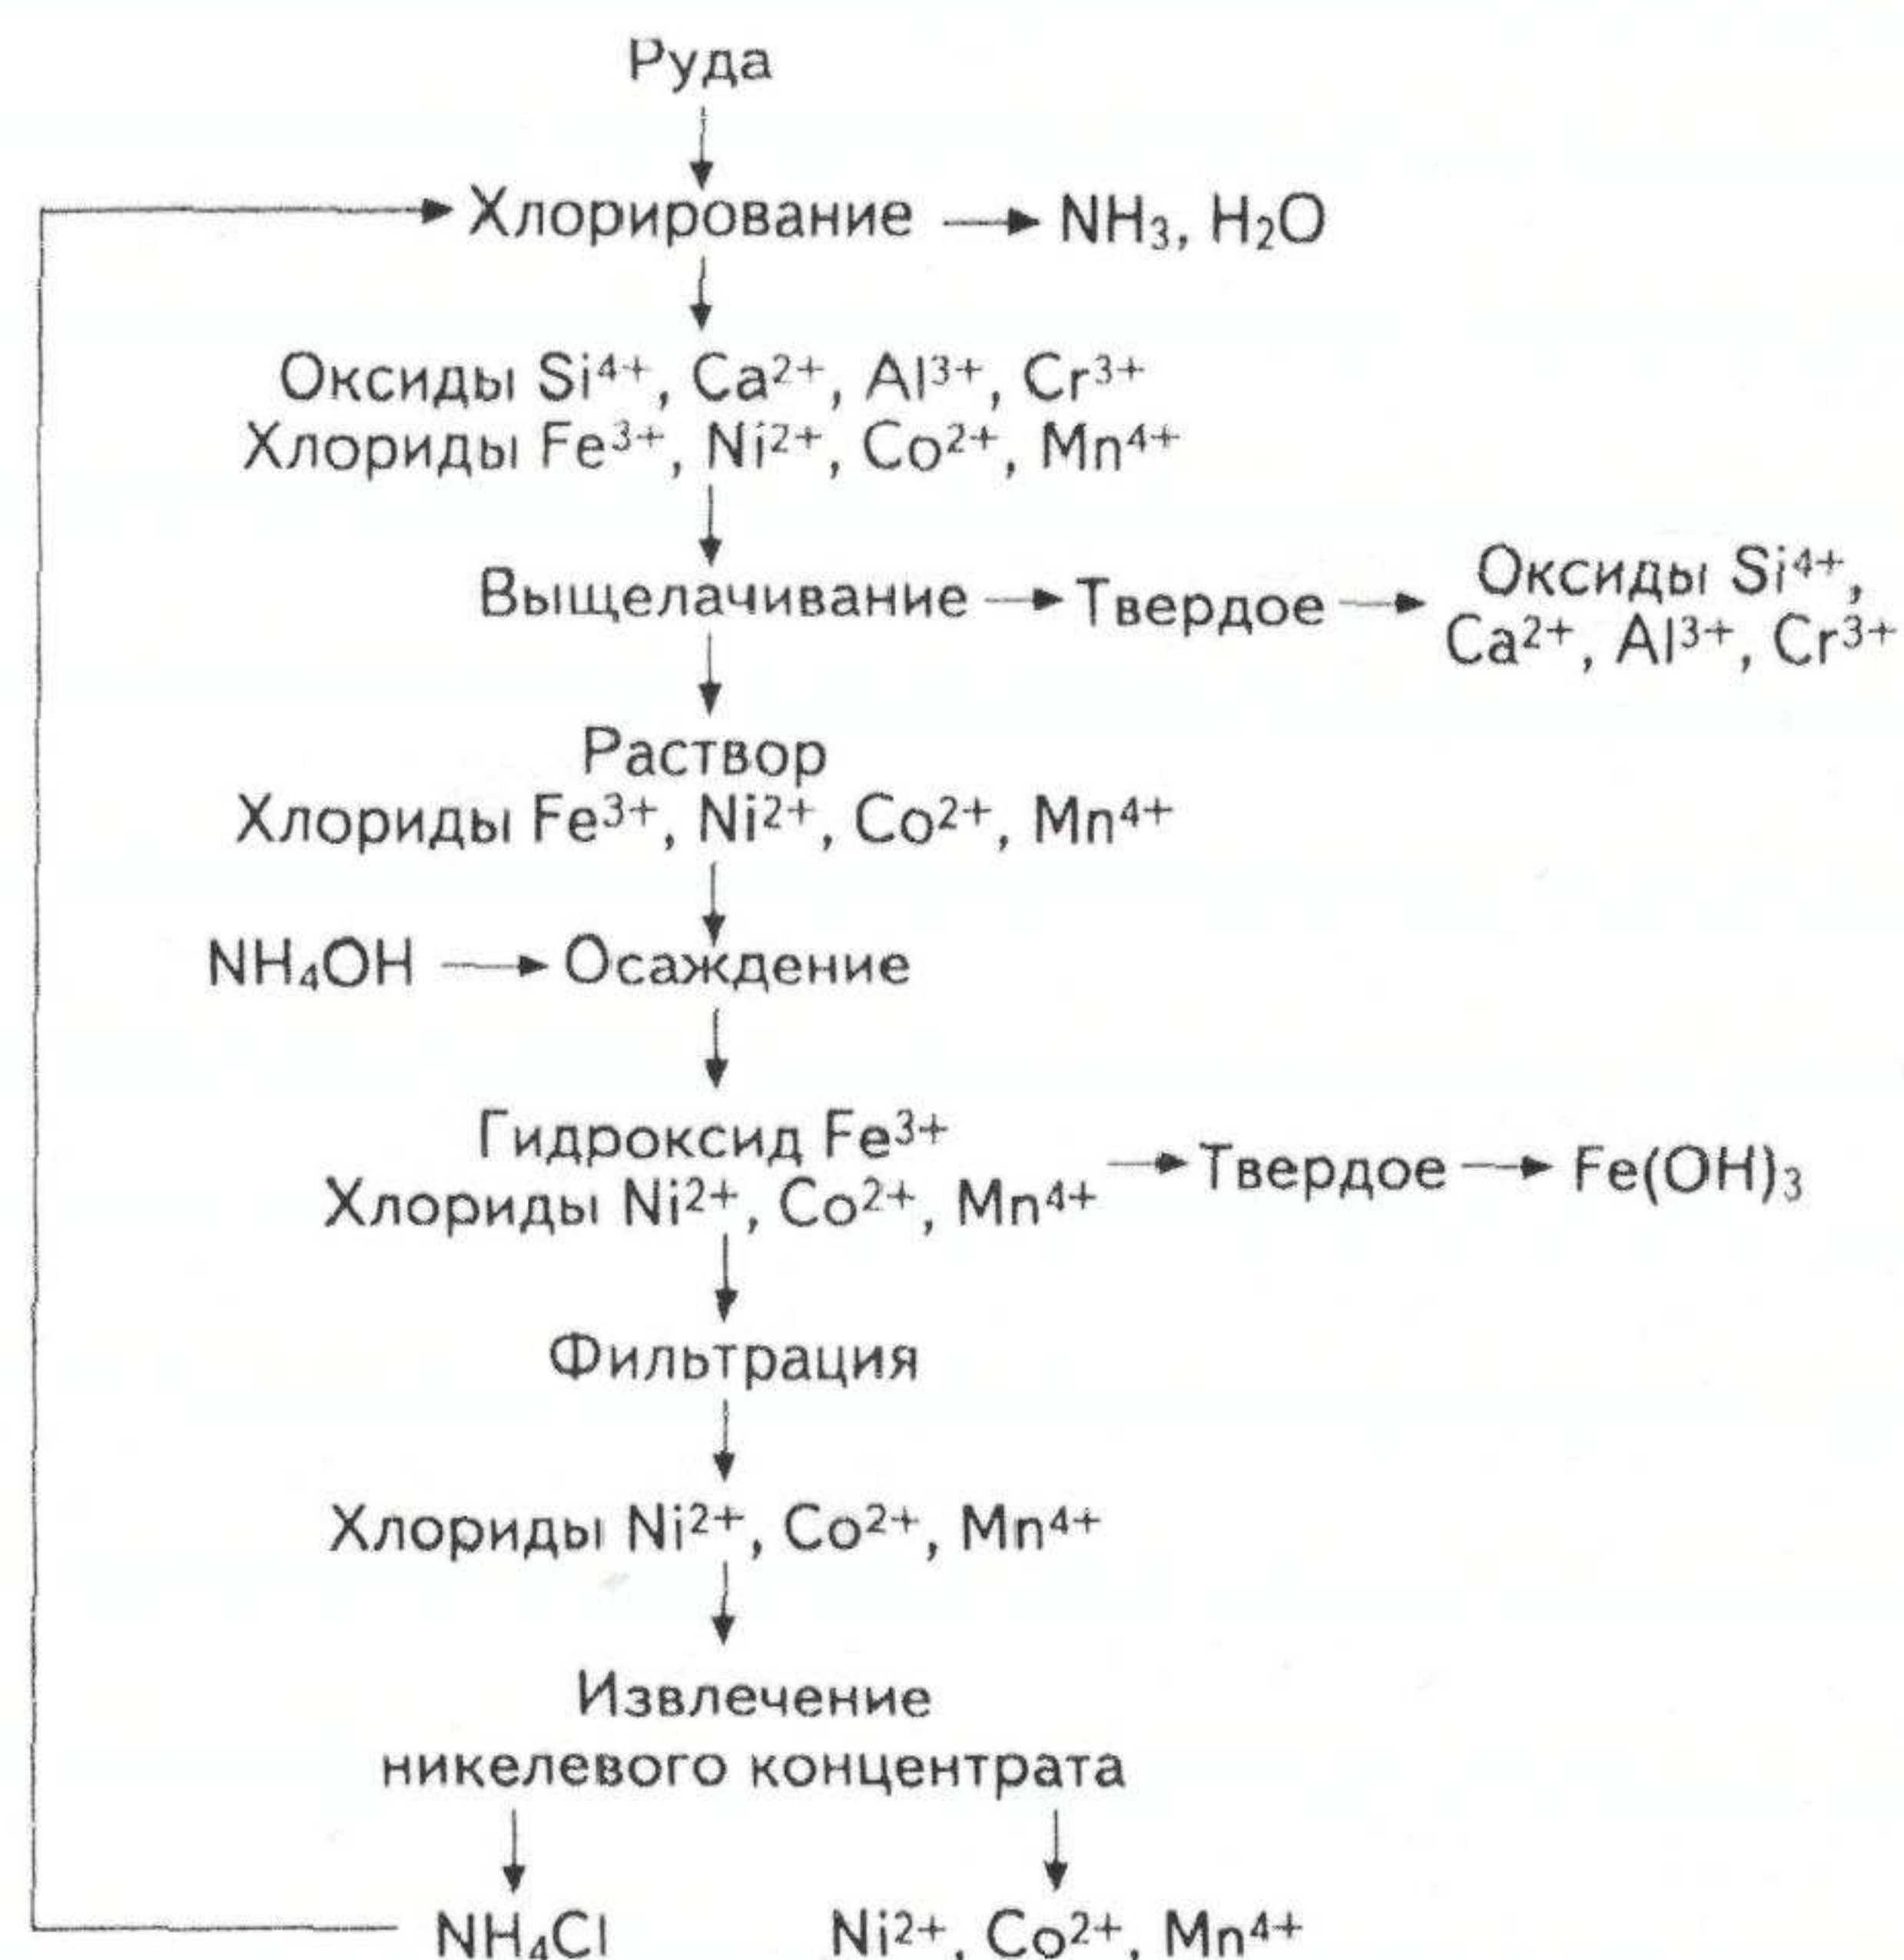 Руда
Хлорирование → NH₃, H₂O
Оксиды Si⁴⁺, Ca²⁺, Al³⁺, Cr³⁺
Хлориды Fe³⁺, Ni²⁺, Co²⁺, Mn⁴⁺
Выщелачивание → Твердое → Оксиды Si⁴⁺,
Ca²⁺, Al³⁺, Cr³⁺
Раствор
Хлориды Fe³⁺, Ni²⁺, Co²⁺, Mn⁴⁺
NH₄OH → Осаждение
Гидроксид Fe³⁺
Хлориды Ni²⁺, Co²⁺, Mn⁴⁺ → Твердое → Fe(OH)₃
Фильтрация
Хлориды Ni²⁺, Co²⁺, Mn⁴⁺
Извлечение
никелевого концентрата
NH₄Cl
Ni²⁺, Co²⁺, Mn⁴⁺